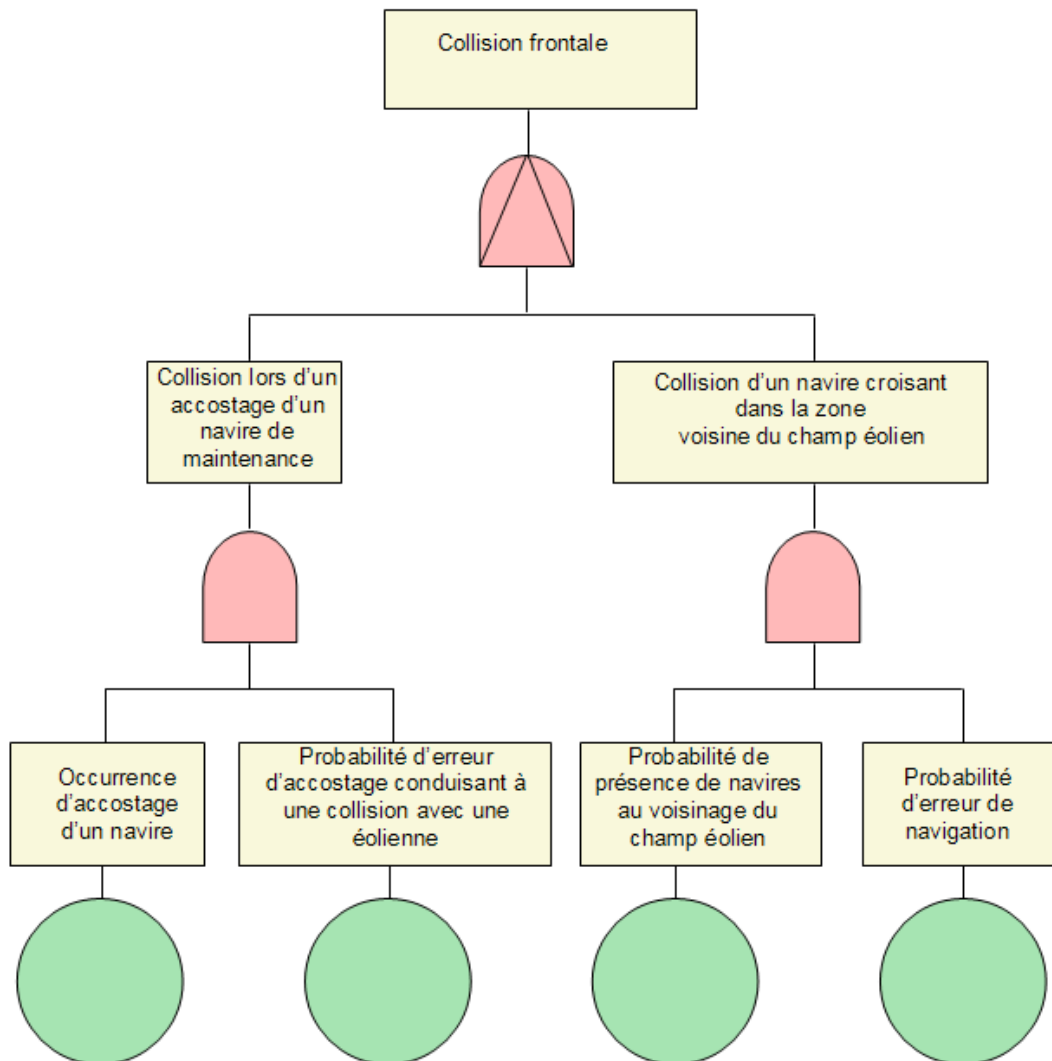 Collision frontale
Collision lors d'un
accostage d'un
navire de
maintenance
Collision d'un navire croisant
dans la zone
voisine du champ éolien
Occurrence
d'accostage
d'un navire
Probabilité d'erreur
d'accostage conduisant à
une collision avec une
éolienne
Probabilité de
présence de navires
au voisinage du
champ éolien
Probabilité
d'erreur de
navigation